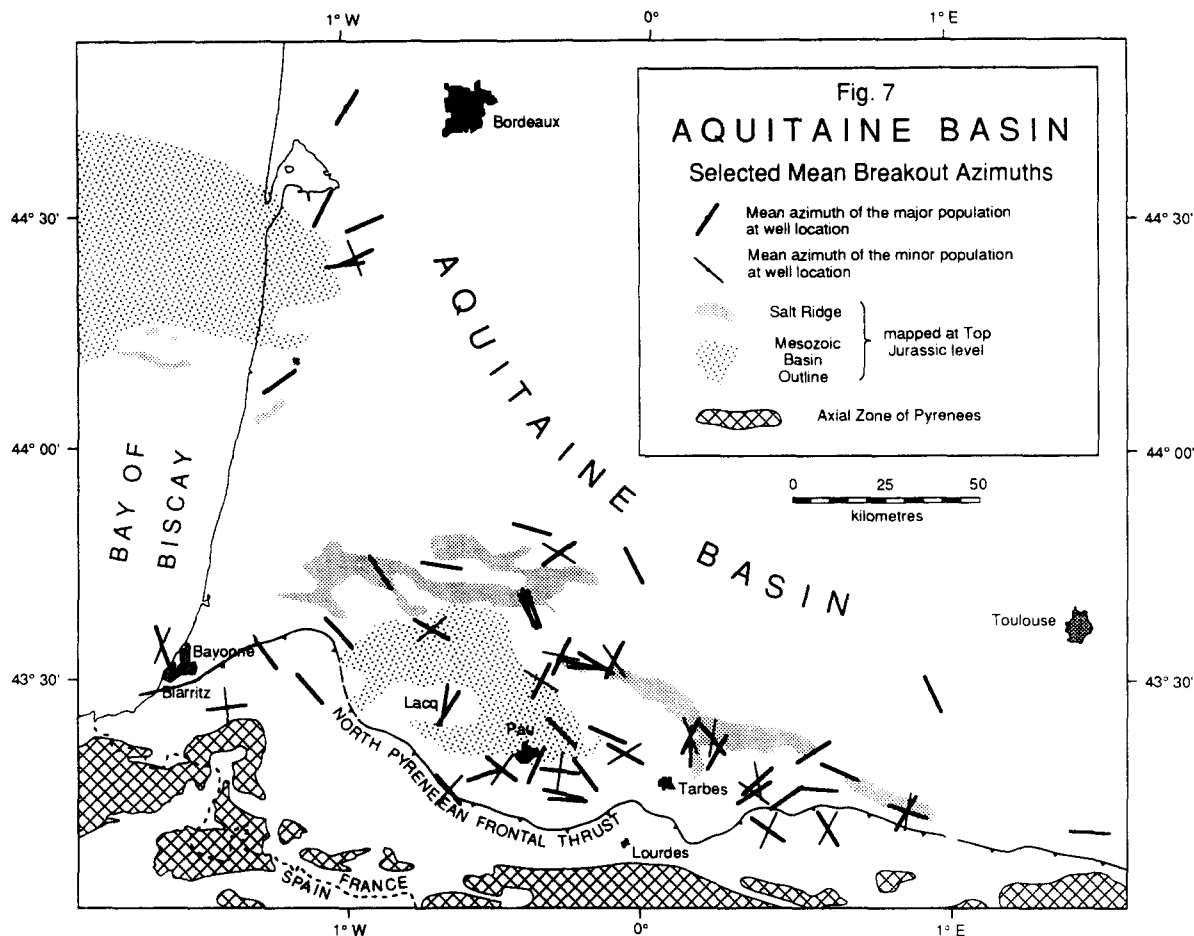 1° W
0°
1° E
Fig. 7
AQUITAINE BASIN
Selected Mean Breakout Azimuths
Mean azimuth of the major population
at well location
Mean azimuth of the minor population
at well location
Salt Ridge
Mesozoic
Basin
Outline
mapped at Top
Jurassic level
Axial Zone of Pyrenees
0 25 50
kilometres
Bordeaux
44° 30'
44° 30'
AQUITAINE BASIN
44° 00'
44° 00'
BAY OF
BISCAY
Toulouse
Bayonne
Biarritz
43° 30'
43° 30'
Lacq
Pau
Tarbes
NORTH PYRENEAN FRONTAL THRUST
Lourdes
FRANCE
SPAIN
1° W
0°
1° E